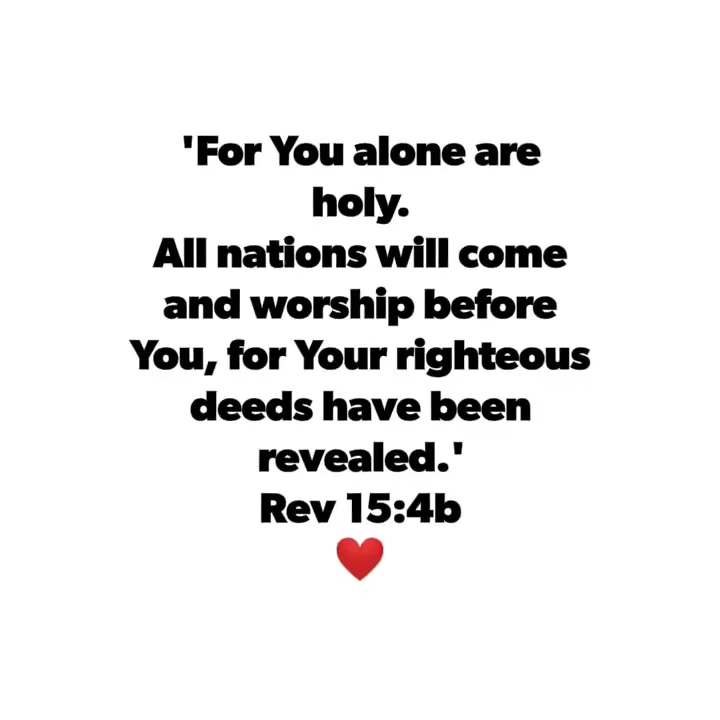 'For You alone are
holy.
All nations will come
and worship before
You, for Your righteous
deeds have been
revealed.'
Rev 15:4b
❤️